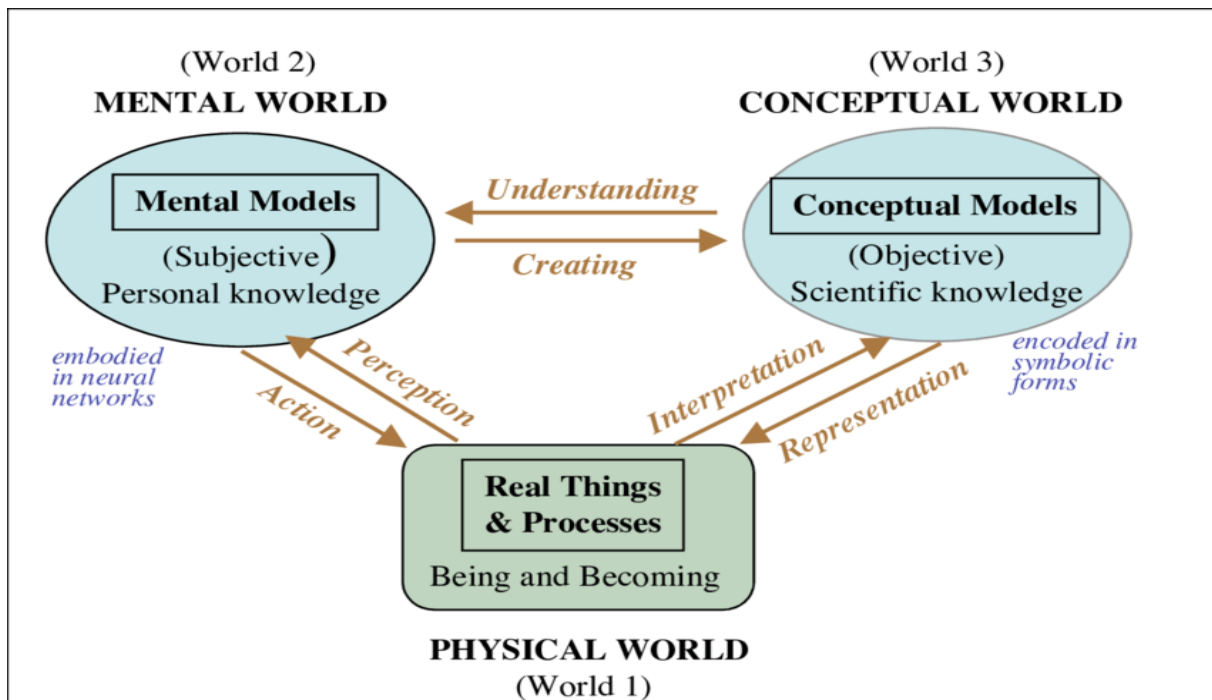 (World 2)
MENTAL WORLD
(World 3)
CONCEPTUAL WORLD
Mental Models
(Subjective)
Personal knowledge
Understanding
Creating
Conceptual Models
(Objective)
Scientific knowledge
embodied
in neural
networks
Action
Perception
Interpretation
Representation
encoded in
symbolic
forms
Real Things
& Processes
Being and Becoming
PHYSICAL WORLD
(World 1)